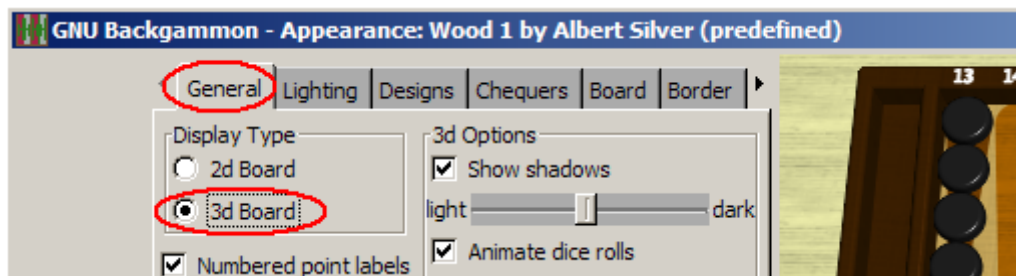 GNU Backgammon - Appearance: Wood 1 by Albert Silver (predefined)
General Lighting Designs Chequers Board Border
Display Type
2d Board
3d Board
Numbered point labels
3d Options
Show shadows
light dark
Animate dice rolls
13